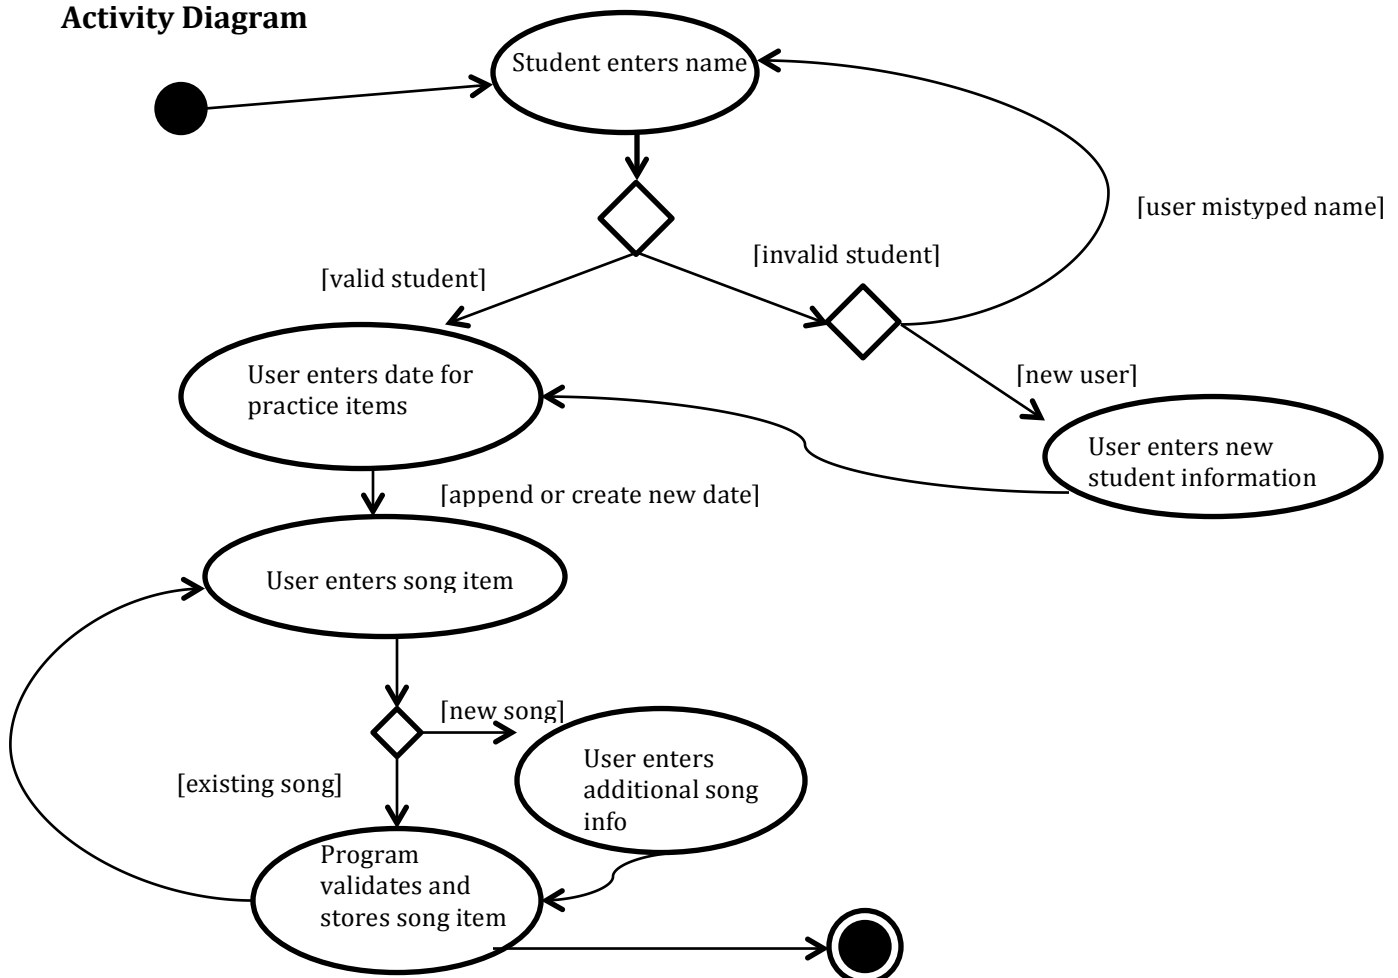 Activity Diagram
Student enters name
[user mistyped name]
[invalid student]
[valid student]
User enters date for
practice items
[new user]
User enters new
student information
[append or create new date]
User enters song item
[new song]
User enters
additional song
info
[existing song]
Program
validates and
stores song item